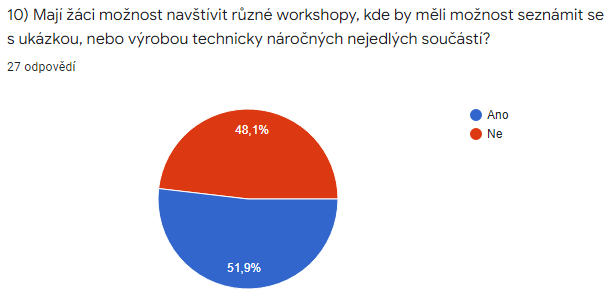 10) Mají žáci možnost navštívit různé workshopy, kde by měli možnost seznámit se
s ukázkou, nebo výrobou technicky náročných nejedlých součástí?
27 odpovědí
48,1%
51,9%
Ano
Ne